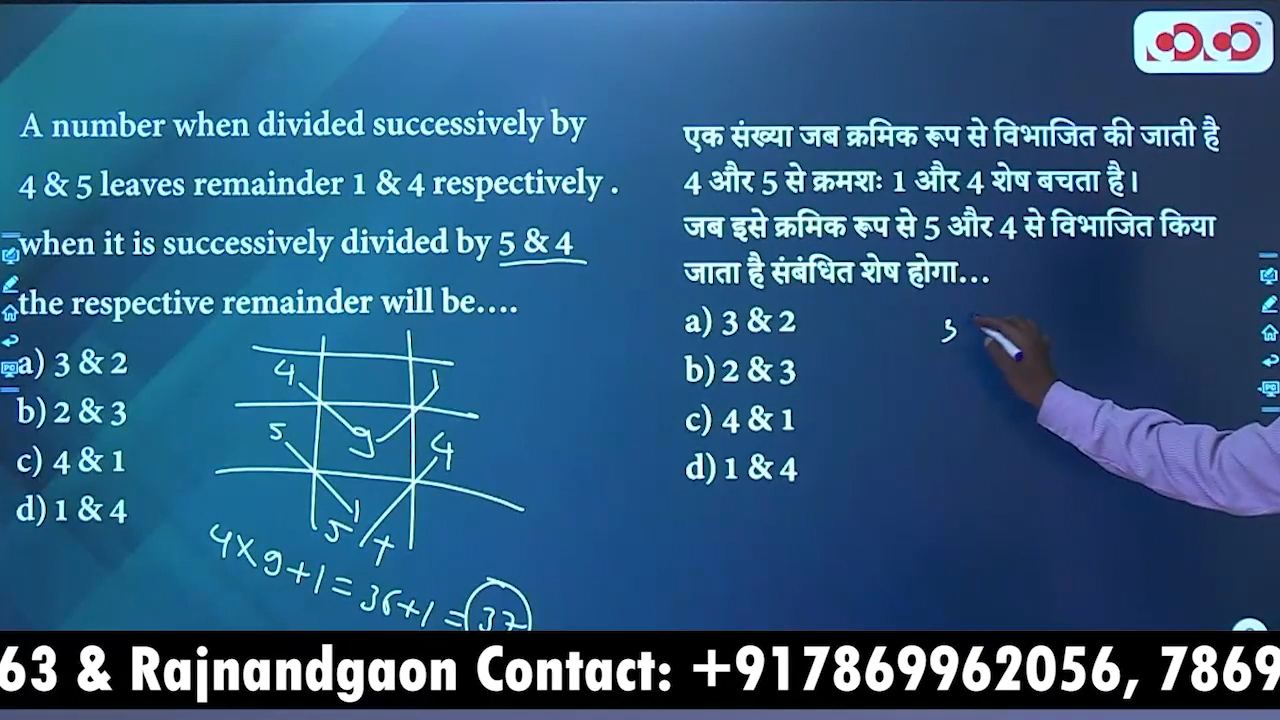 A number when divided successively by
4 & 5 leaves remainder 1 & 4 respectively .
when it is successively divided by 5 & 4
the respective remainder will be....
a) 3 & 2
b) 2 & 3
c) 4 & 1
d) 1 & 4
4 1
9
5 4
5 1 +
4×9+1=36+1=37
एक संख्या जब क्रमिक रूप से विभाजित की जाती है
4 और 5 से क्रमशः 1 और 4 शेष बचता है।
जब इसे क्रमिक रूप से 5 और 4 से विभाजित किया
जाता है संबंधित शेष होगा...
a) 3 & 2
b) 2 & 3
c) 4 & 1
d) 1 & 4
3
63 & Rajnandgaon Contact: +917869962056, 7869